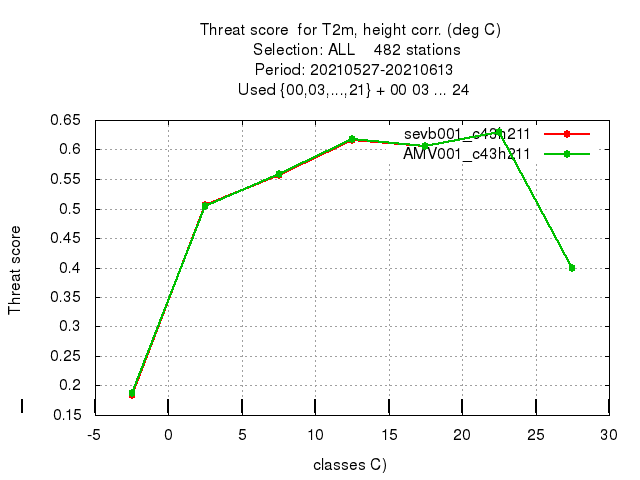 Threat score  for T2m, height corr. (deg C)
Selection: ALL    482 stations
Period: 20210527-20210613
Used {00,03,...,21} + 00 03 ... 24
sevb001_c43h211
AMV001_c43h211
0.65
0.6
0.55
0.5
0.45
0.4
0.35
0.3
0.25
0.2
0.15
Threat score
-5 0 5 10 15 20 25 30
classes C)